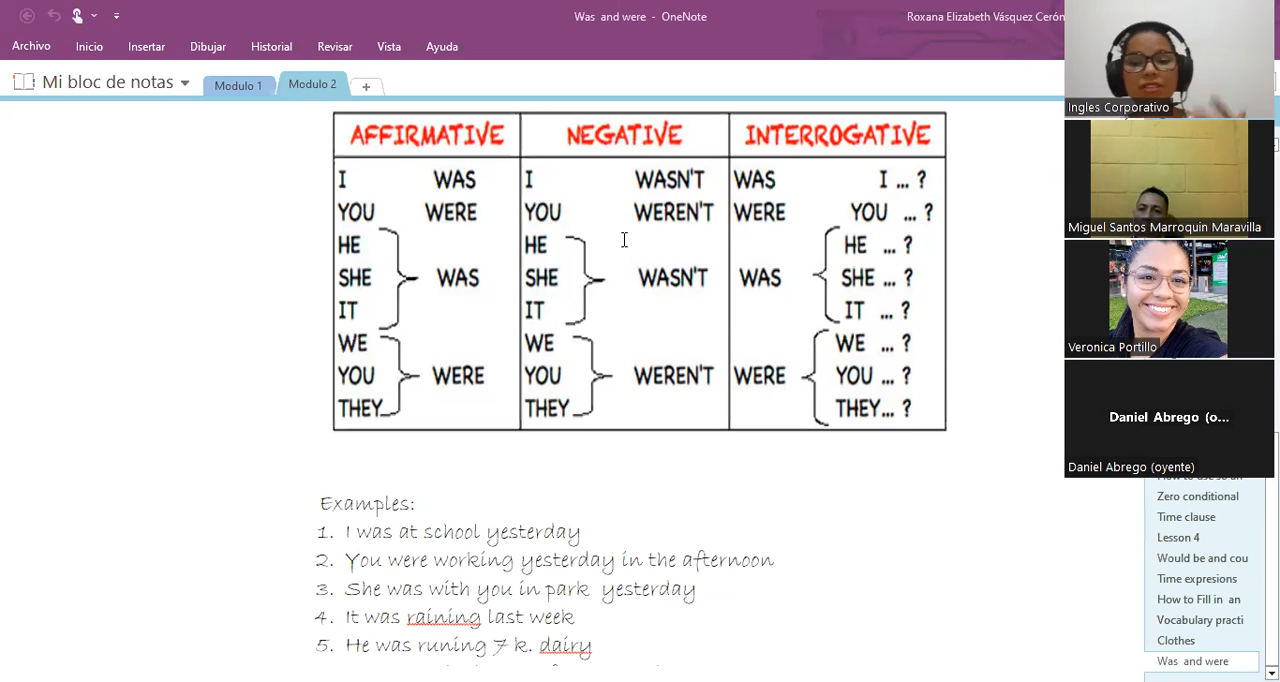 Was and were - OneNote
Roxana Elizabeth Vásquez Cerón
Archivo Inicio Insertar Dibujar Historial Revisar Vista Ayuda
Mi bloc de notas Modulo 1 Modulo 2 +
AFFIRMATIVE NEGATIVE INTERROGATIVE
I WAS I WASN'T WAS I ... ?
YOU WERE YOU WEREN'T WERE YOU ... ?
HE HE HE ... ?
SHE WAS SHE WASN'T WAS SHE ... ?
IT IT IT ... ?
WE WE WE ... ?
YOU WERE YOU WEREN'T WERE YOU ... ?
THEY THEY THEY... ?
Examples:
1. I was at school yesterday
2. You were working yesterday in the afternoon
3. She was with you in park yesterday
4. It was raining last week
5. He was runing 7 k. dairy
Ingles Corporativo
Miguel Santos Marroquin Maravilla
Veronica Portillo
Daniel Abrego (o...
Daniel Abrego (oyente)
Zero conditional
Time clause
Lesson 4
Would be and cou
Time expresions
How to Fill in an
Vocabulary practi
Clothes
Was and were